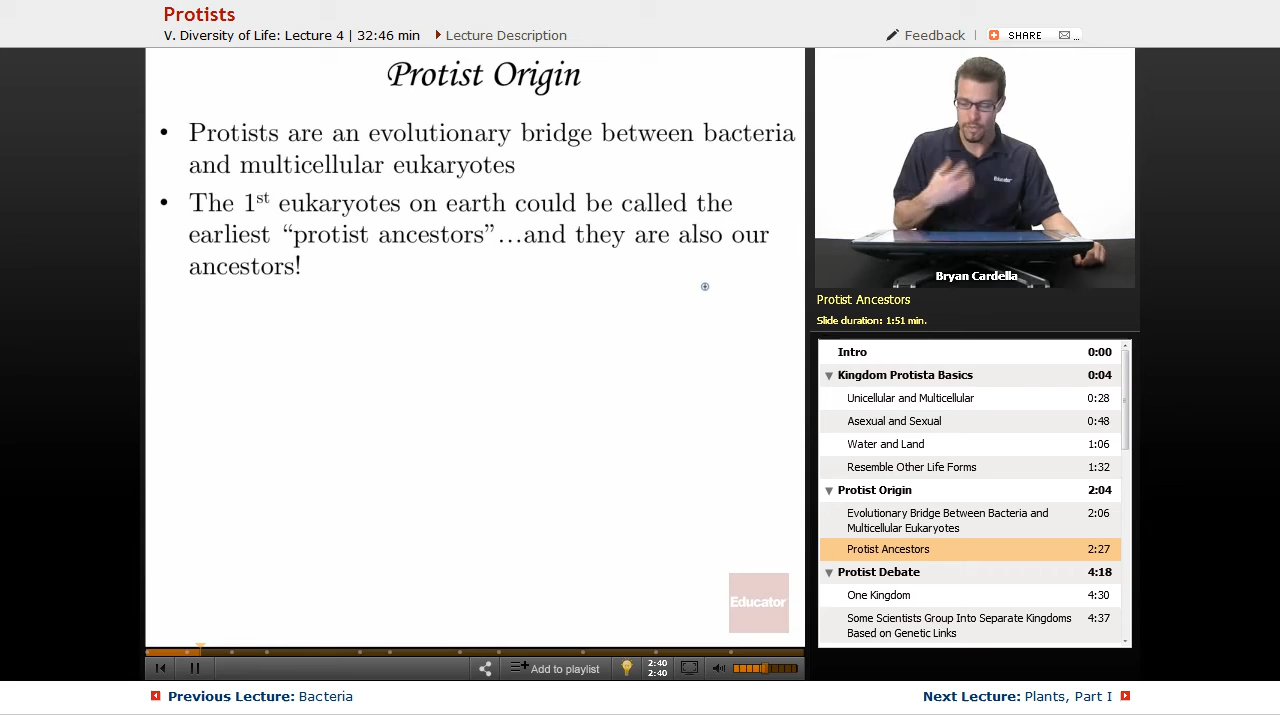 Protists
V. Diversity of Life: Lecture 4 | 32:46 min
Lecture Description
Feedback
SHARE
Protist Origin
• Protists are an evolutionary bridge between bacteria
and multicellular eukaryotes
• The 1st eukaryotes on earth could be called the
earliest “protist ancestors”…and they are also our
ancestors!
Educator
Educator
Bryan Cardella
Protist Ancestors
Slide duration: 1:51 min.
Intro 0:00
Kingdom Protista Basics 0:04
Unicellular and Multicellular 0:28
Asexual and Sexual 0:48
Water and Land 1:06
Resemble Other Life Forms 1:32
Protist Origin 2:04
Evolutionary Bridge Between Bacteria and 2:06
Multicellular Eukaryotes
Protist Ancestors 2:27
Protist Debate 4:18
One Kingdom 4:30
Some Scientists Group Into Separate Kingdoms 4:37
Based on Genetic Links
Add to playlist
2:40
2:40
Previous Lecture: Bacteria
Next Lecture: Plants, Part I